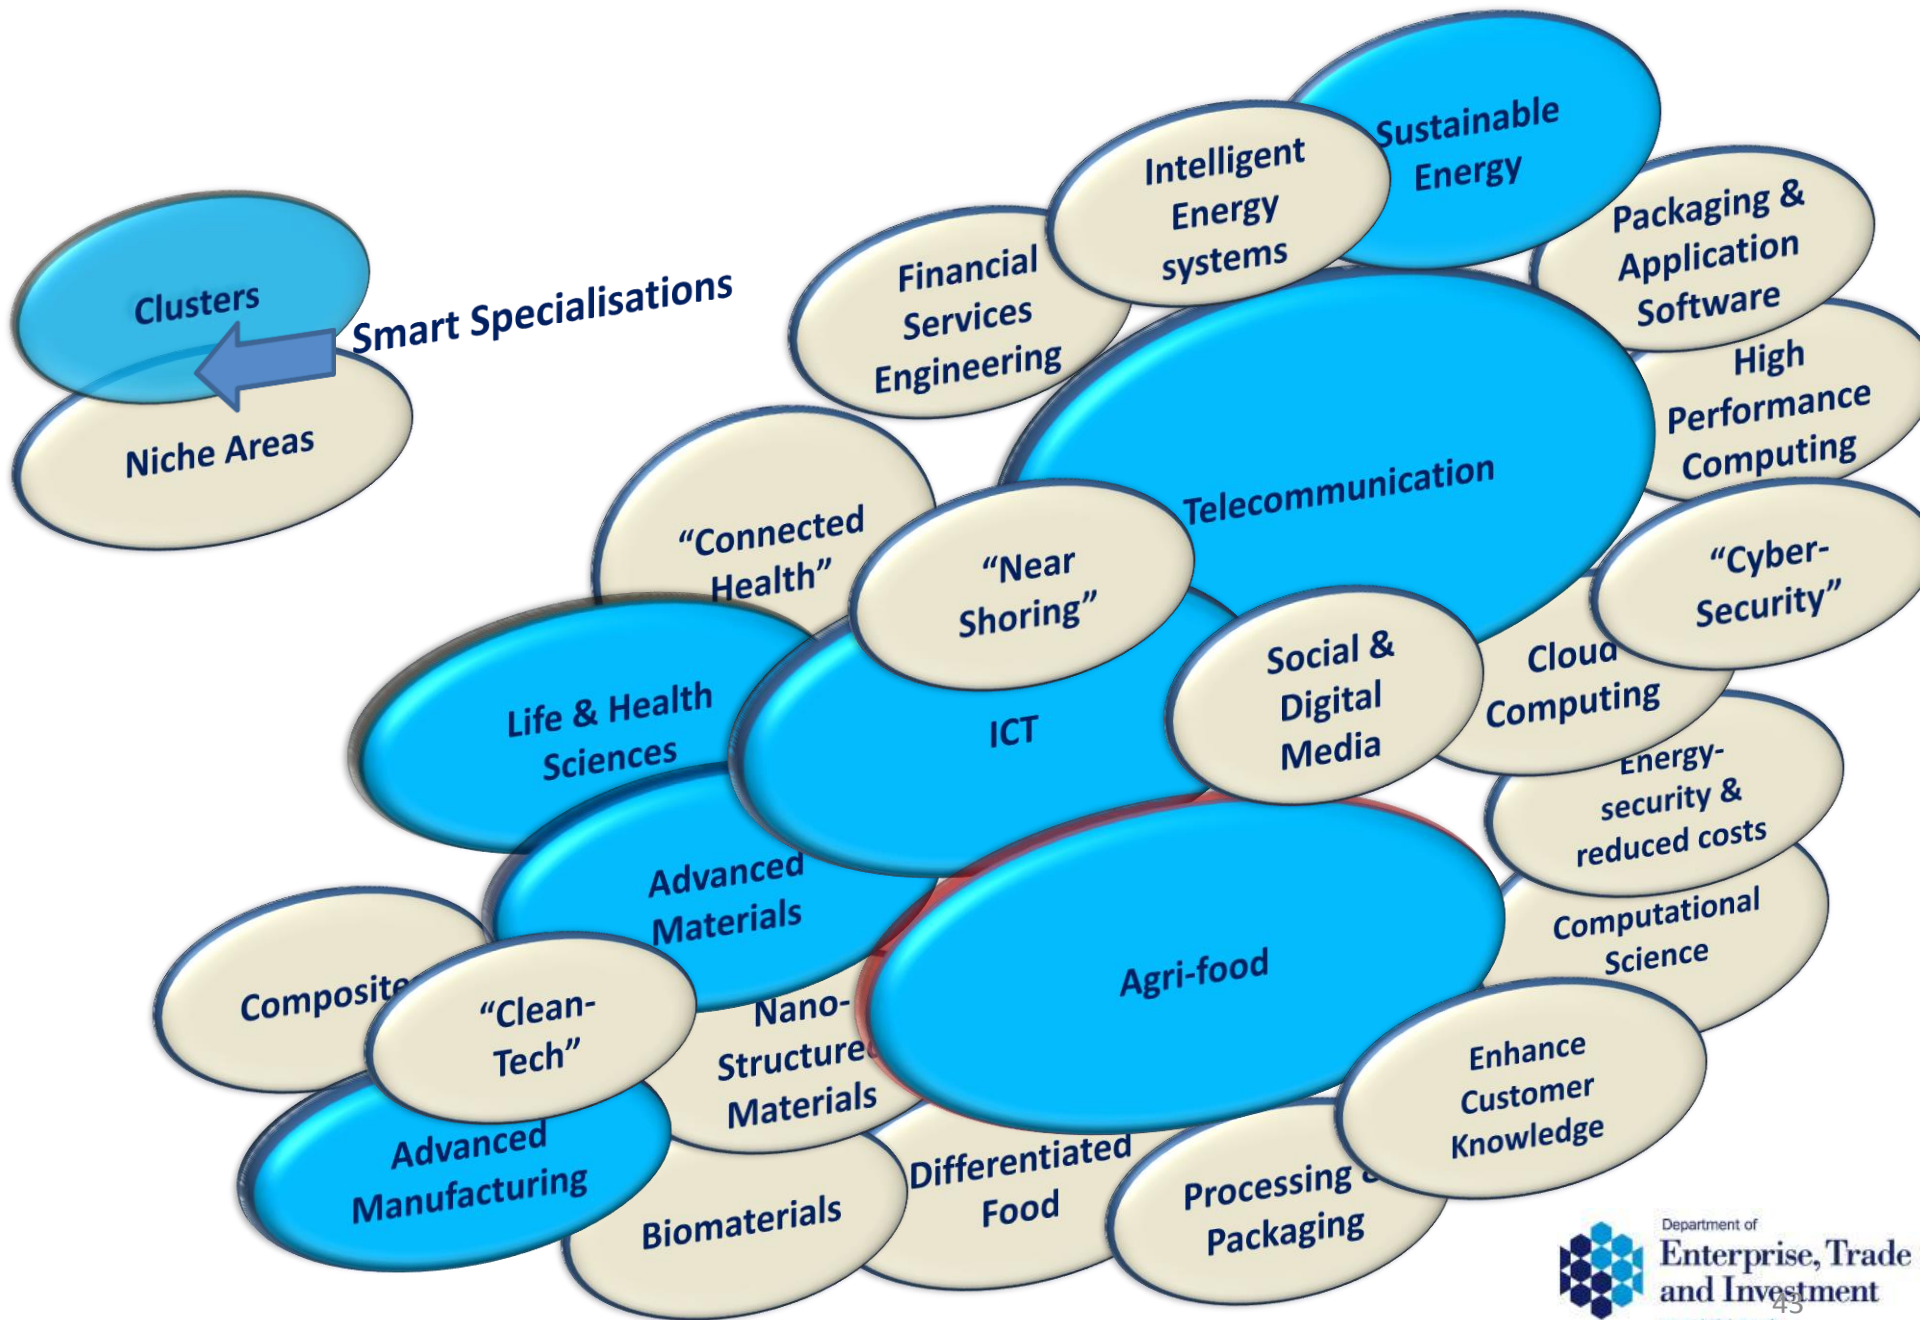 Sustainable
Energy
Intelligent
Energy
systems
Packaging &
Application
Software
Financial
Services
Engineering
Clusters
Smart Specialisations
Niche Areas
High
Performance
Computing
Telecommunication
“Connected
Health”
“Near
Shoring”
“Cyber-
Security”
Social &
Digital
Media
Cloud
Computing
Life & Health
Sciences
ICT
Energy-
security &
reduced costs
Advanced
Materials
Computational
Science
Agri-food
Composite
“Clean-
Tech”
Nano-
Structure
Materials
Enhance
Customer
Knowledge
Advanced
Manufacturing
Biomaterials
Differentiated
Food
Processing &
Packaging
Department of
Enterprise, Trade
and Investment
43